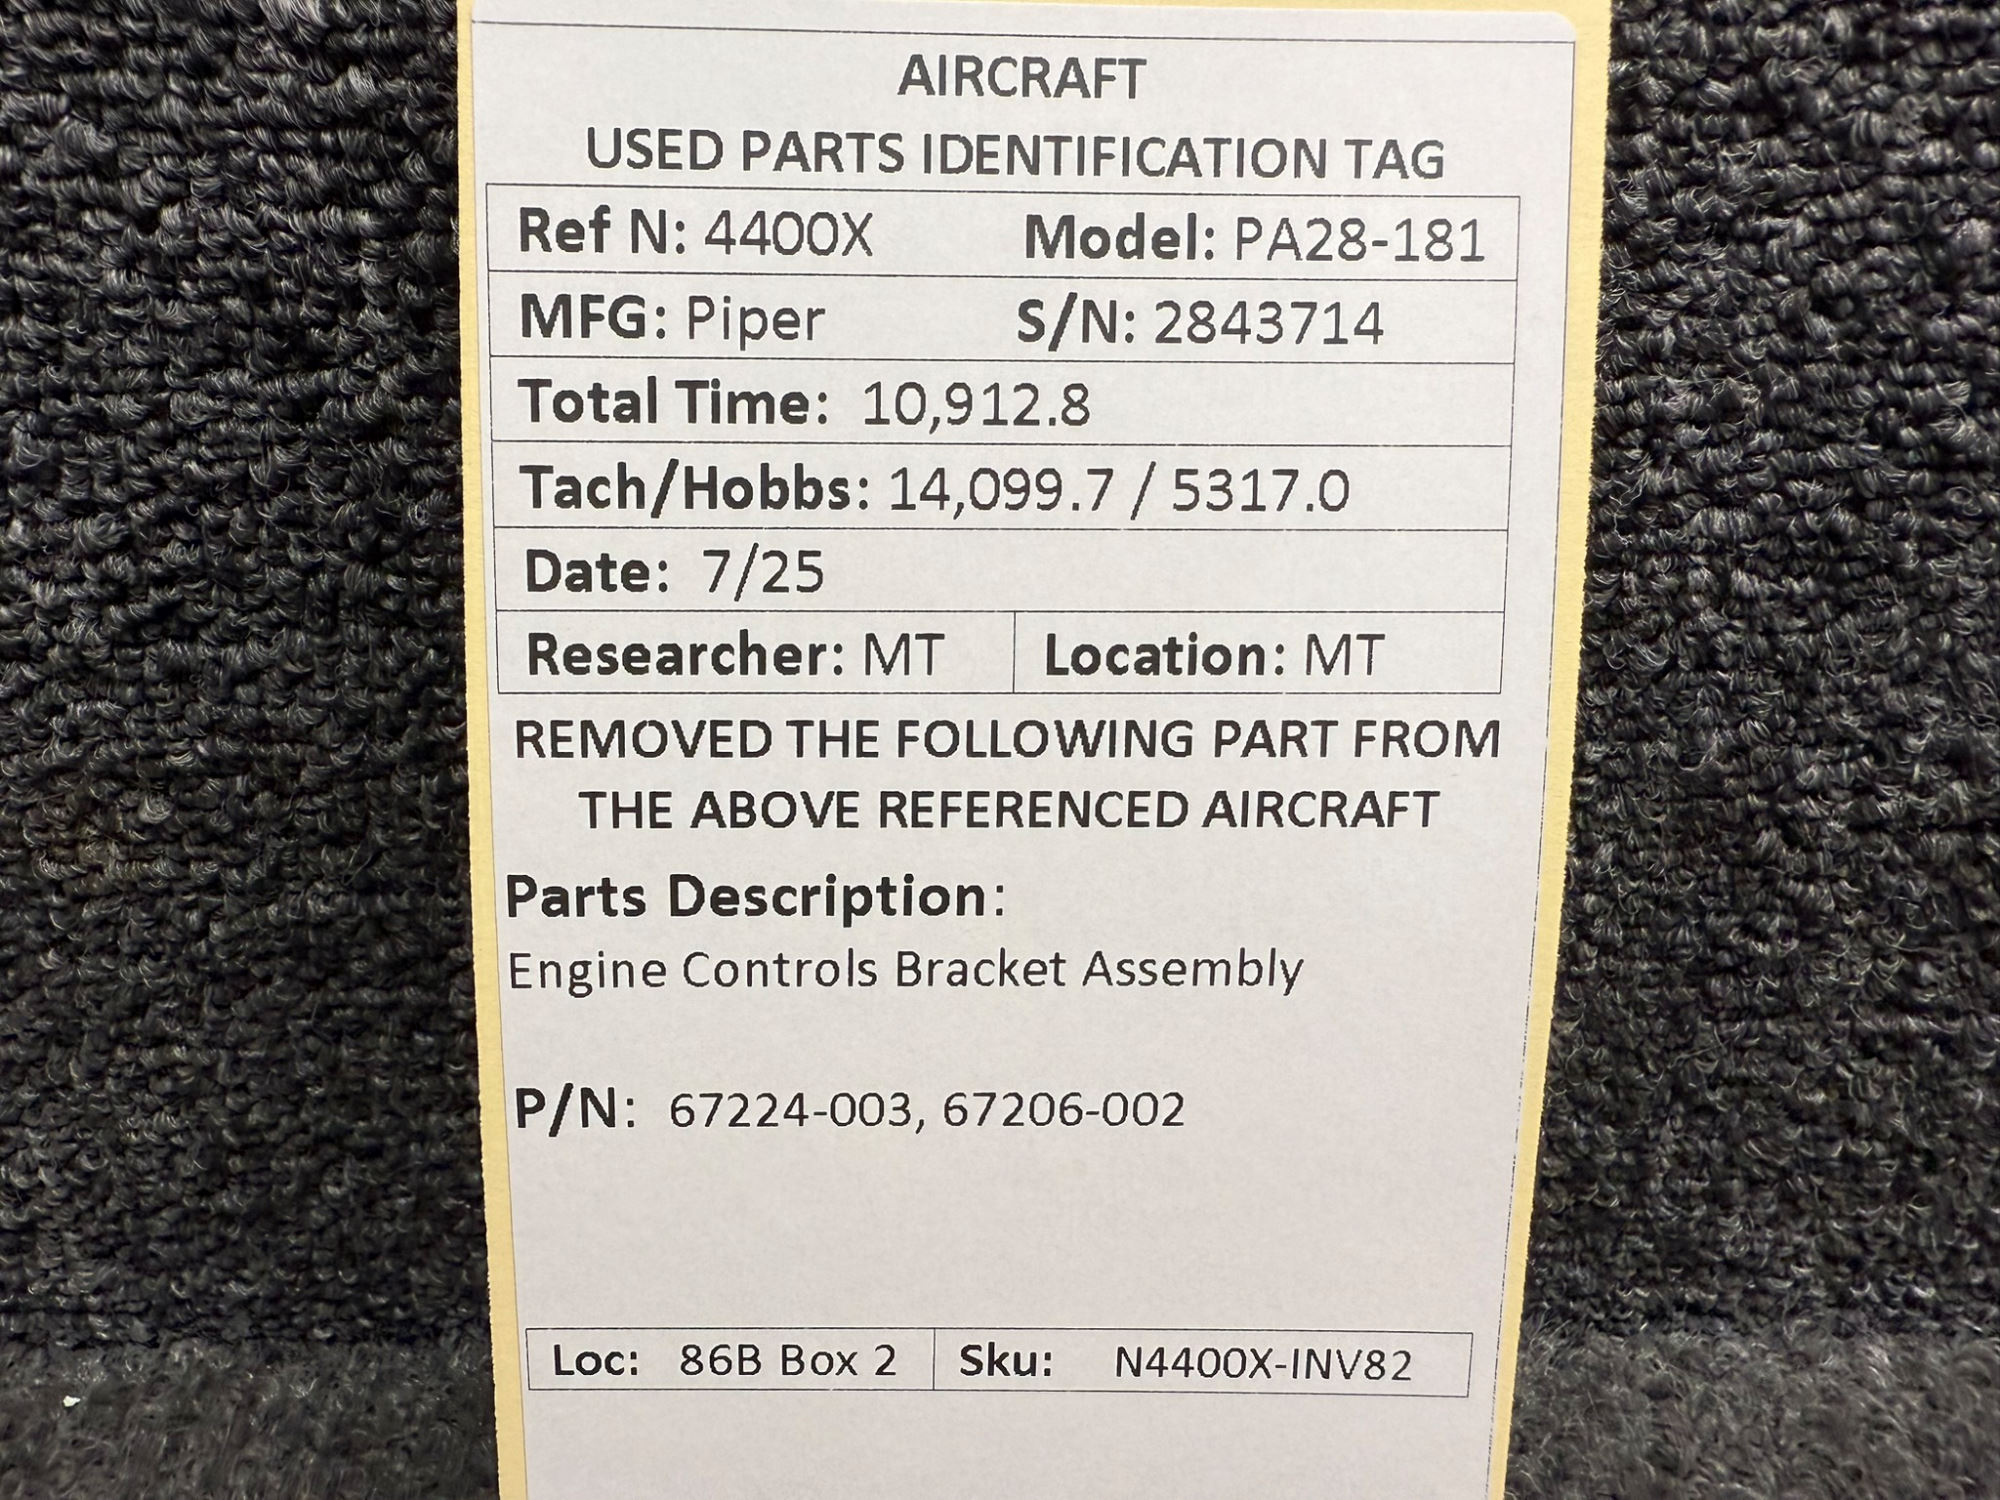 AIRCRAFT
USED PARTS IDENTIFICATION TAG
Ref N: 4400X Model: PA28-181
MFG: Piper S/N: 2843714
Total Time: 10,912.8
Tach/Hobbs: 14,099.7 / 5317.0
Date: 7/25
Researcher: MT Location: MT
REMOVED THE FOLLOWING PART FROM
THE ABOVE REFERENCED AIRCRAFT
Parts Description:
Engine Controls Bracket Assembly
P/N: 67224-003, 67206-002
Loc: 86B Box 2 Sku: N4400X-INV82